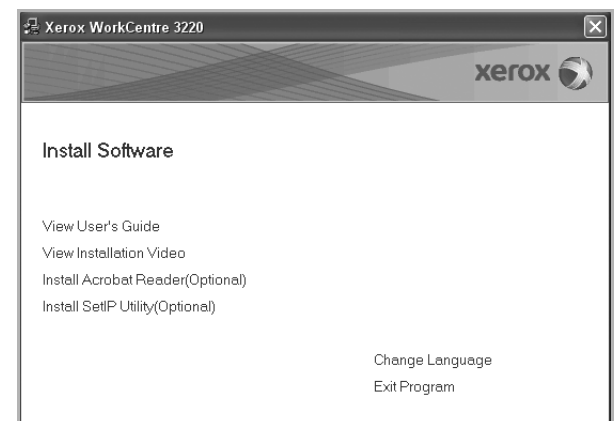 Xerox WorkCentre 3220
xerox
Install Software
View User's Guide
View Installation Video
Install Acrobat Reader(Optional)
Install SetIP Utility(Optional)
Change Language
Exit Program